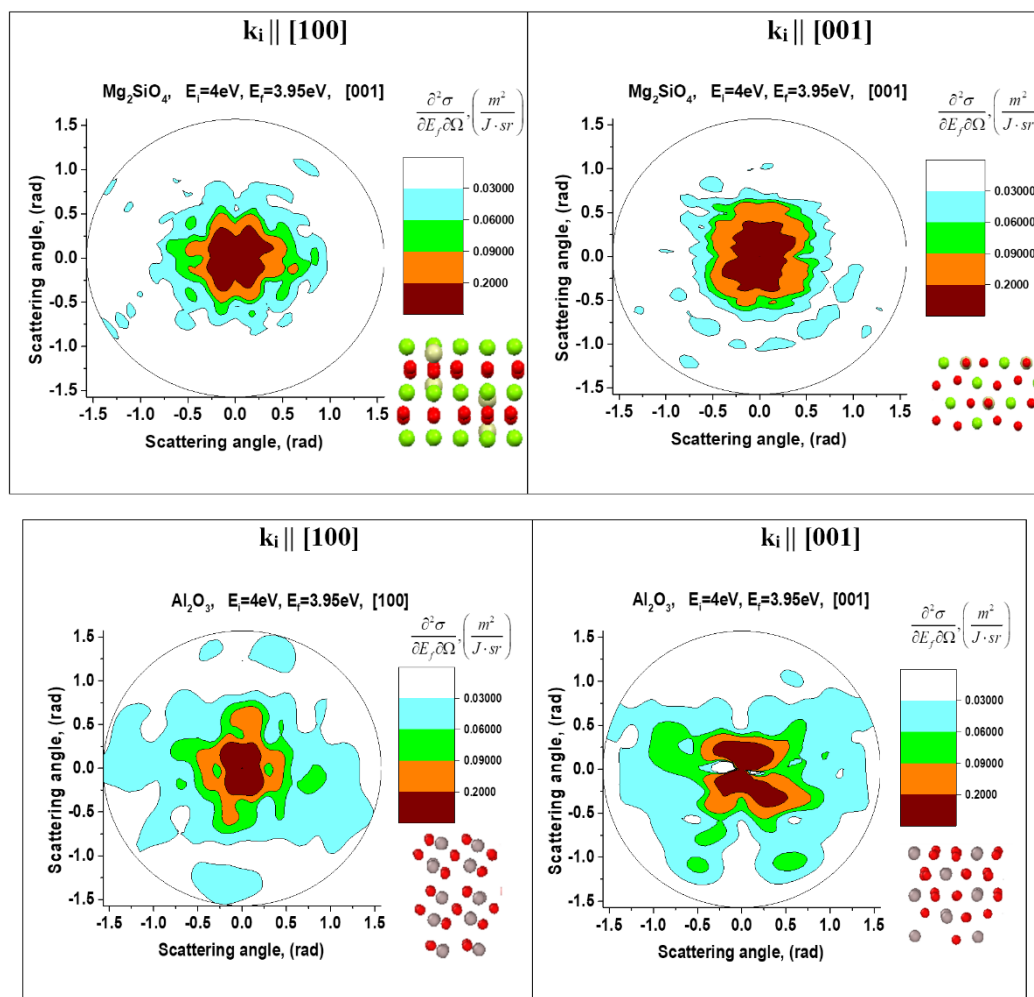 kᵢ || [100]
Mg₂SiO₄, Eᵢ=4eV, E_f=3.95eV, [001]
∂²σ/∂E_f∂Ω, (m²/J·sr)
1.5
1.0
0.5
0.0
-0.5
-1.0
-1.5
Scattering angle, (rad)
0.03000
0.06000
0.09000
0.2000
-1.5 -1.0 -0.5 0.0 0.5 1.0 1.5
Scattering angle, (rad)
kᵢ || [001]
Mg₂SiO₄, Eᵢ=4eV, E_f=3.95eV, [001]
∂²σ/∂E_f∂Ω, (m²/J·sr)
1.5
1.0
0.5
0.0
-0.5
-1.0
-1.5
Scattering angle, (rad)
0.03000
0.06000
0.09000
0.2000
-1.5 -1.0 -0.5 0.0 0.5 1.0 1.5
Scattering angle, (rad)
kᵢ || [100]
Al₂O₃, Eᵢ=4eV, E_f=3.95eV, [100]
∂²σ/∂E_f∂Ω, (m²/J·sr)
1.5
1.0
0.5
0.0
-0.5
-1.0
-1.5
Scattering angle, (rad)
0.03000
0.06000
0.09000
0.2000
-1.5 -1.0 -0.5 0.0 0.5 1.0 1.5
Scattering angle, (rad)
kᵢ || [001]
Al₂O₃, Eᵢ=4eV, E_f=3.95eV, [001]
∂²σ/∂E_f∂Ω, (m²/J·sr)
1.5
1.0
0.5
0.0
-0.5
-1.0
-1.5
Scattering angle, (rad)
0.03000
0.06000
0.09000
0.2000
-1.5 -1.0 -0.5 0.0 0.5 1.0 1.5
Scattering angle, (rad)